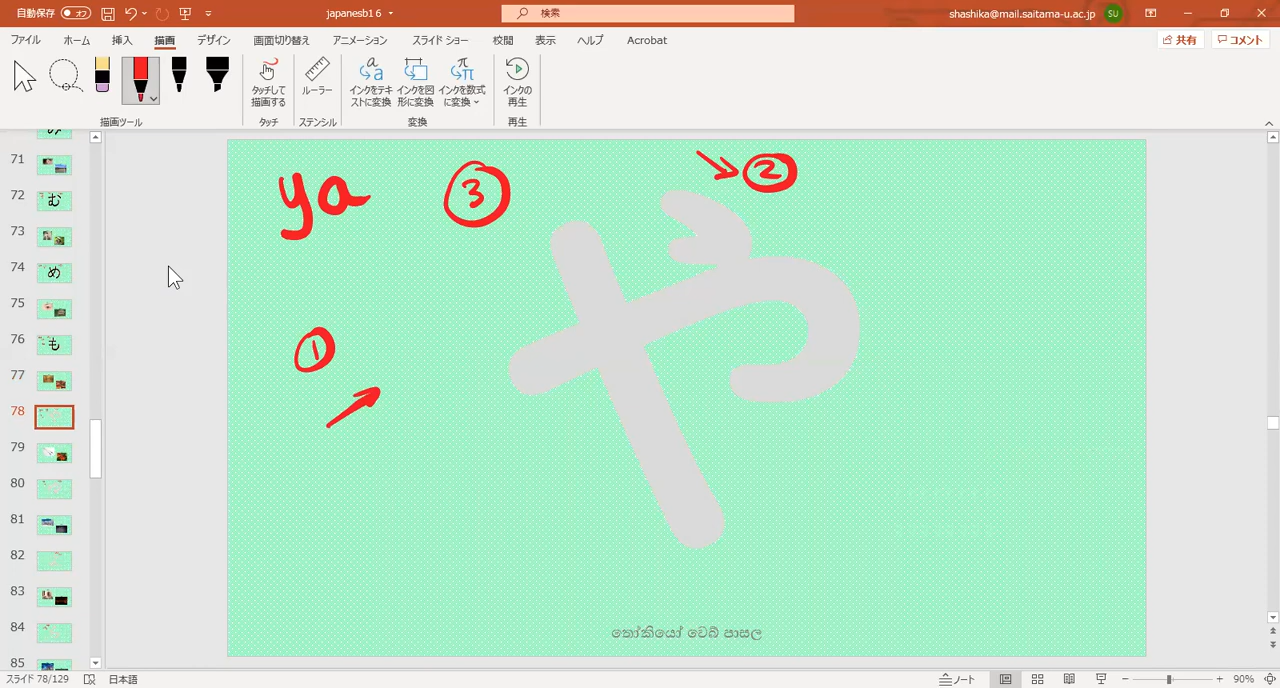 自動保存 オフ japanesb16 検索 shashika@mail.saitama-u.ac.jp SU
ファイル ホーム 挿入 描画 デザイン 画面切り替え アニメーション スライド ショー 校閲 表示 ヘルプ Acrobat 共有 コメント
タッチして
描画する
ルーラー
インクをテキ
ストに変換
インクを図
形に変換
インクを数式
に変換
インクの
再生
描画ツール タッチ ステンシル 変換 再生
71
72 む
73
74 め
75
76 も
77
78
79
80
81
82
83
84
85
ya ③ ②
や
①
තෝකියෝ වෙබ් පාසල
スライド 78/129 日本語 ノート 90%